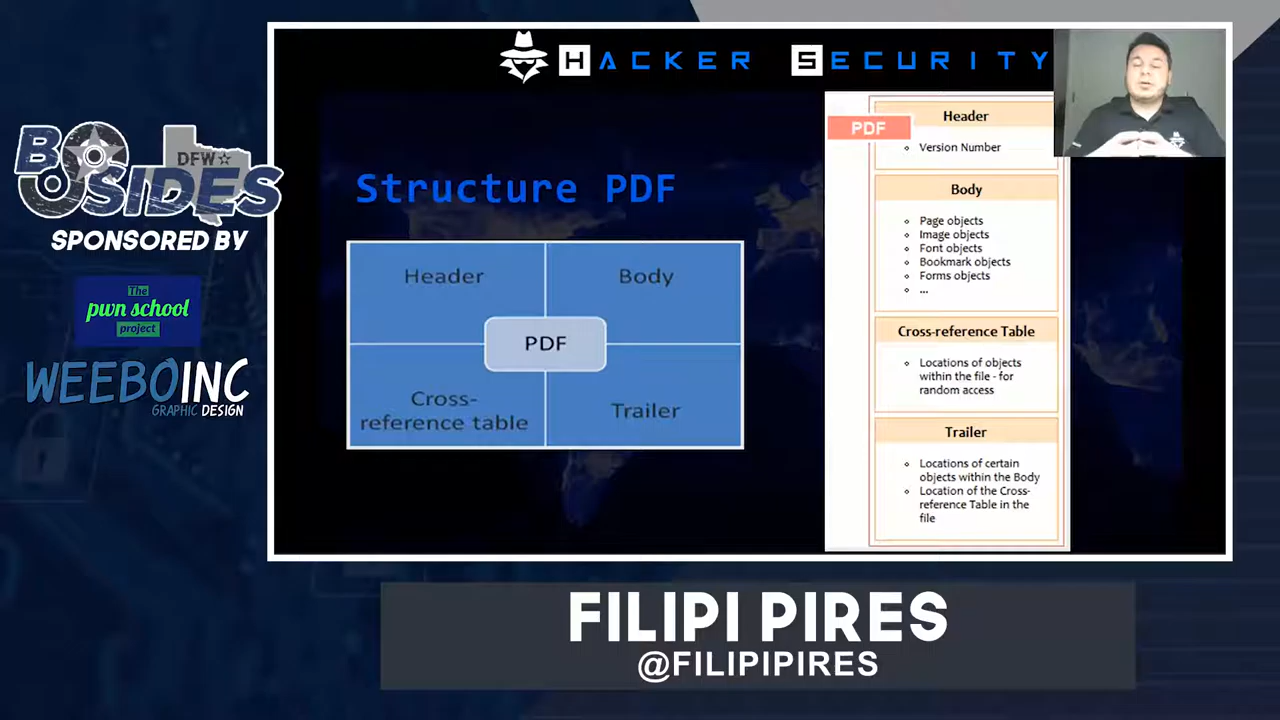 HACKER SECURITY
BSIDES
DFW
SPONSORED BY
The
pwn school
project
WEEBOINC
GRAPHIC DESIGN
Structure PDF
Header
Body
PDF
Cross-
reference table
Trailer
PDF
Header
Version Number
Body
Page objects
Image objects
Font objects
Bookmark objects
Forms objects
...
Cross-reference Table
Locations of objects
within the file - for
random access
Trailer
Locations of certain
objects within the Body
Location of the Cross-
reference Table in the
file
FILIPI PIRES
@FILIPIPIRES